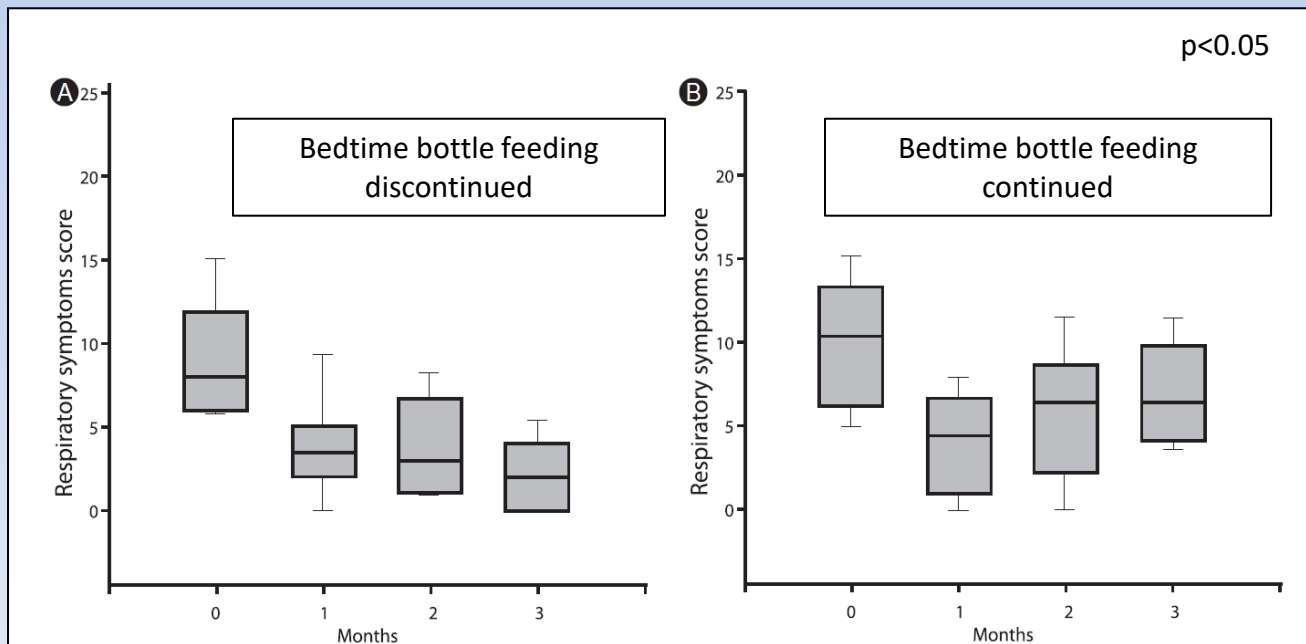 p<0.05
A
Bedtime bottle feeding
discontinued
Respiratory symptoms score
25
20
15
10
5
0
0 1 2 3
Months
B
Bedtime bottle feeding
continued
Respiratory symptoms score
25
20
15
10
5
0
0 1 2 3
Months